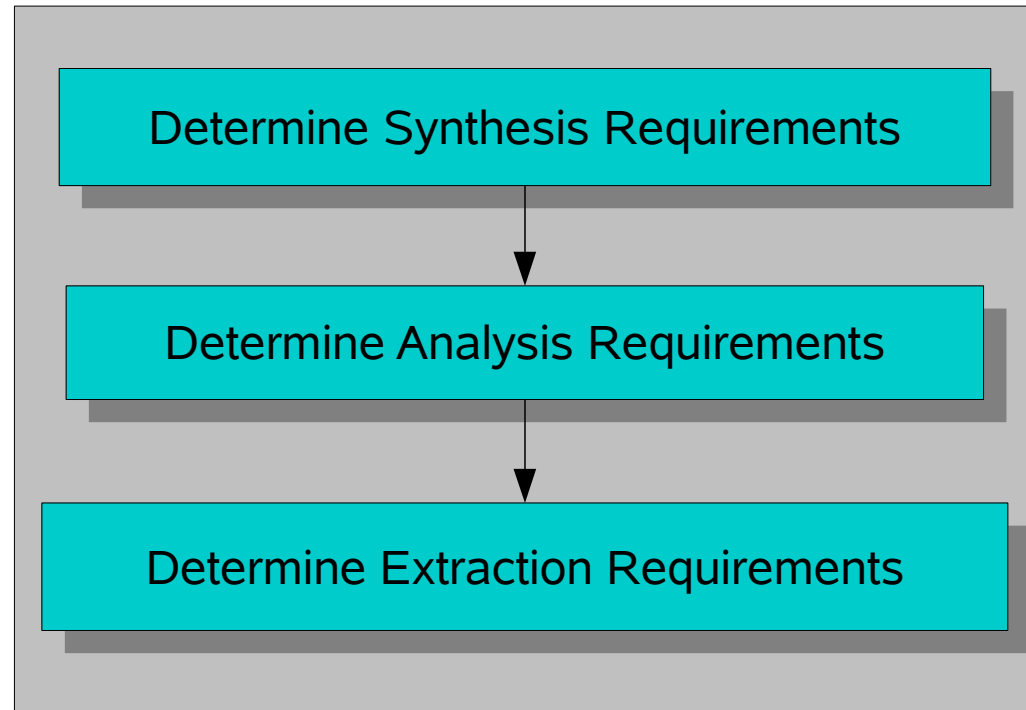 Determine Synthesis Requirements
Determine Analysis Requirements
Determine Extraction Requirements